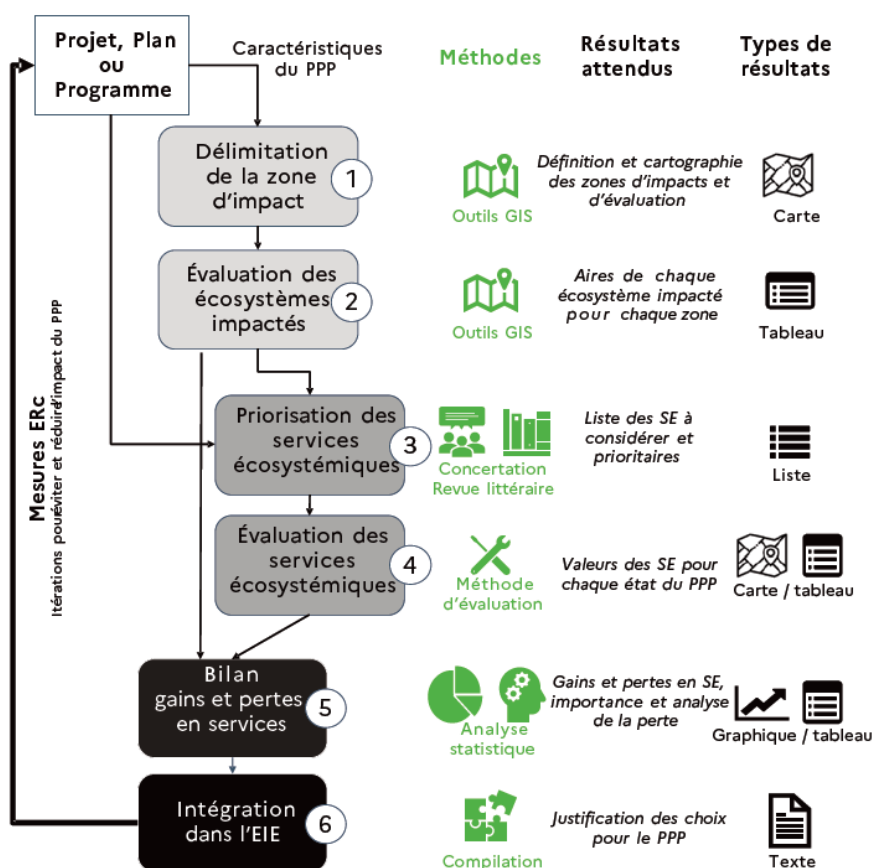 Projet, Plan
ou
Programme
Caractéristiques
du PPP
Méthodes
Résultats
attendus
Types de
résultats
Délimitation
de la zone
d'impact
1
Outils GIS
Définition et cartographie
des zones d'impacts et
d'évaluation
Carte
Évaluation des
écosystèmes
impactés
2
Outils GIS
Aires de chaque
écosystème impacté
pour chaque zone
Tableau
Priorisation des
services
écosystémiques
3
Concertation
Revue littéraire
Liste des SE à
considérer et
prioritaires
Liste
Évaluation des
services
écosystémiques
4
Méthode
d'évaluation
Valeurs des SE pour
chaque état du PPP
Carte / tableau
Bilan
gains et pertes
en services
5
Analyse
statistique
Gains et pertes en SE,
importance et analyse
de la perte
Graphique / tableau
Intégration
dans l'EIE
6
Compilation
Justification des choix
pour le PPP
Texte
Mesures ERc
Itérations pouréviter et réduire l'impact du PPP